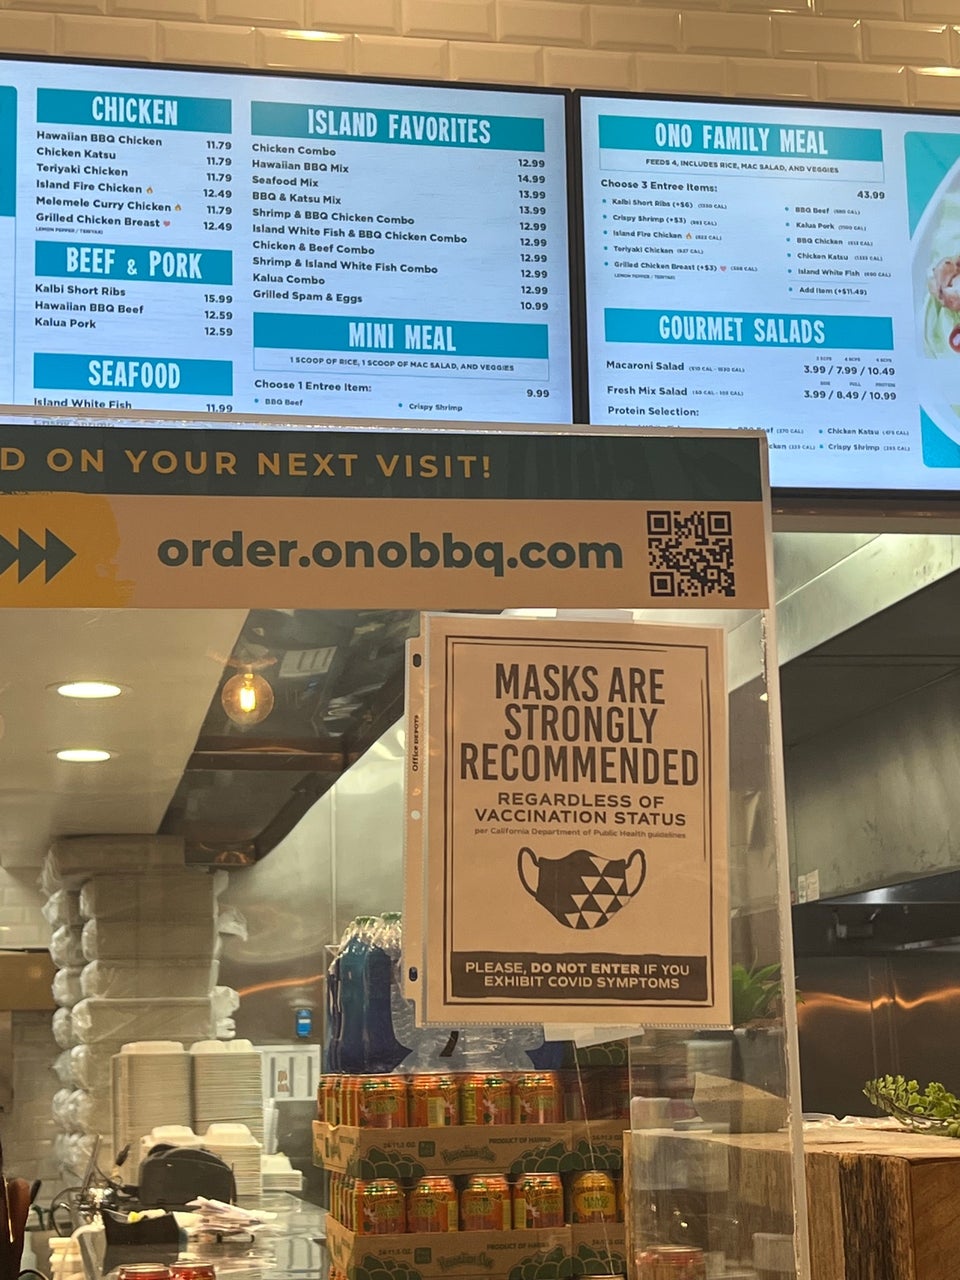 CHICKEN
Hawaiian BBQ Chicken 11.79
Chicken Katsu 11.79
Teriyaki Chicken 11.79
Island Fire Chicken 12.49
Melemele Curry Chicken 11.79
Grilled Chicken Breast 12.49
LEMON PEPPER / TERIYAKI
BEEF & PORK
Kalbi Short Ribs 15.99
Hawaiian BBQ Beef 12.59
Kalua Pork 12.59
SEAFOOD
Island White Fish 11.99
Crispy Shrimp
ISLAND FAVORITES
Chicken Combo 12.99
Hawaiian BBQ Mix 14.99
Seafood Mix 13.99
BBQ & Katsu Mix 13.99
Shrimp & BBQ Chicken Combo 12.99
Island White Fish & BBQ Chicken Combo 12.99
Chicken & Beef Combo 12.99
Shrimp & Island White Fish Combo 12.99
Kalua Combo 12.99
Grilled Spam & Eggs 10.99
MINI MEAL
1 SCOOP OF RICE, 1 SCOOP OF MAC SALAD, AND VEGGIES
Choose 1 Entree Item: 9.99
BBQ Beef
Crispy Shrimp
ONO FAMILY MEAL
FEEDS 4, INCLUDES RICE, MAC SALAD, AND VEGGIES
Choose 3 Entree Items: 43.99
Kalbi Short Ribs (+$6)
Crispy Shrimp (+$3)
Island Fire Chicken
Teriyaki Chicken
Grilled Chicken Breast (+$3)
LEMON PEPPER / TERIYAKI
BBQ Beef
Kalua Pork
BBQ Chicken
Chicken Katsu
Island White Fish
Add Item (+$11.49)
GOURMET SALADS
Macaroni Salad 3.99 / 7.99 / 10.49
Fresh Mix Salad 3.99 / 8.49 / 10.99
Protein Selection:
Chicken Katsu
Crispy Shrimp
D ON YOUR NEXT VISIT!
order.onobbq.com
Office DEPOT
MASKS ARE
STRONGLY
RECOMMENDED
REGARDLESS OF
VACCINATION STATUS
per California Department of Public Health guidelines
PLEASE, DO NOT ENTER IF YOU
EXHIBIT COVID SYMPTOMS
PRODUCT OF HAWAII
Hawaiian Sun